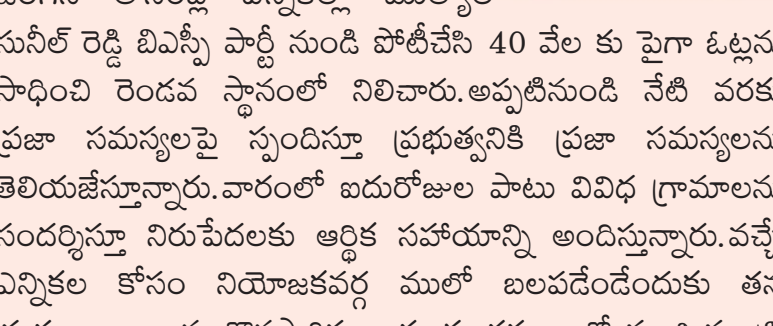 సునీల్ రెడ్డి బిఎస్పీ పార్టీ నుండి పోటీచేసి 40 వేల కు పైగా ఓట్లను
సాధించి రెండవ స్థానంలో నిలిచారు.అప్పటినుండి నేటి వరకు
ప్రజా సమస్యలపై స్పందిస్తూ ప్రభుత్వనికి ప్రజా సమస్యలను
తెలియజేస్తూన్నారు.వారంలో ఐదురోజుల పాటు వివిధ గ్రామాలను
సందర్శిస్తూ నిరుపేదలకు ఆర్థిక సహాయాన్ని అందిస్తున్నారు.వచ్చే
ఎన్నికల కోసం నియోజకవర్గ ములో బలపడేండేందుకు తన